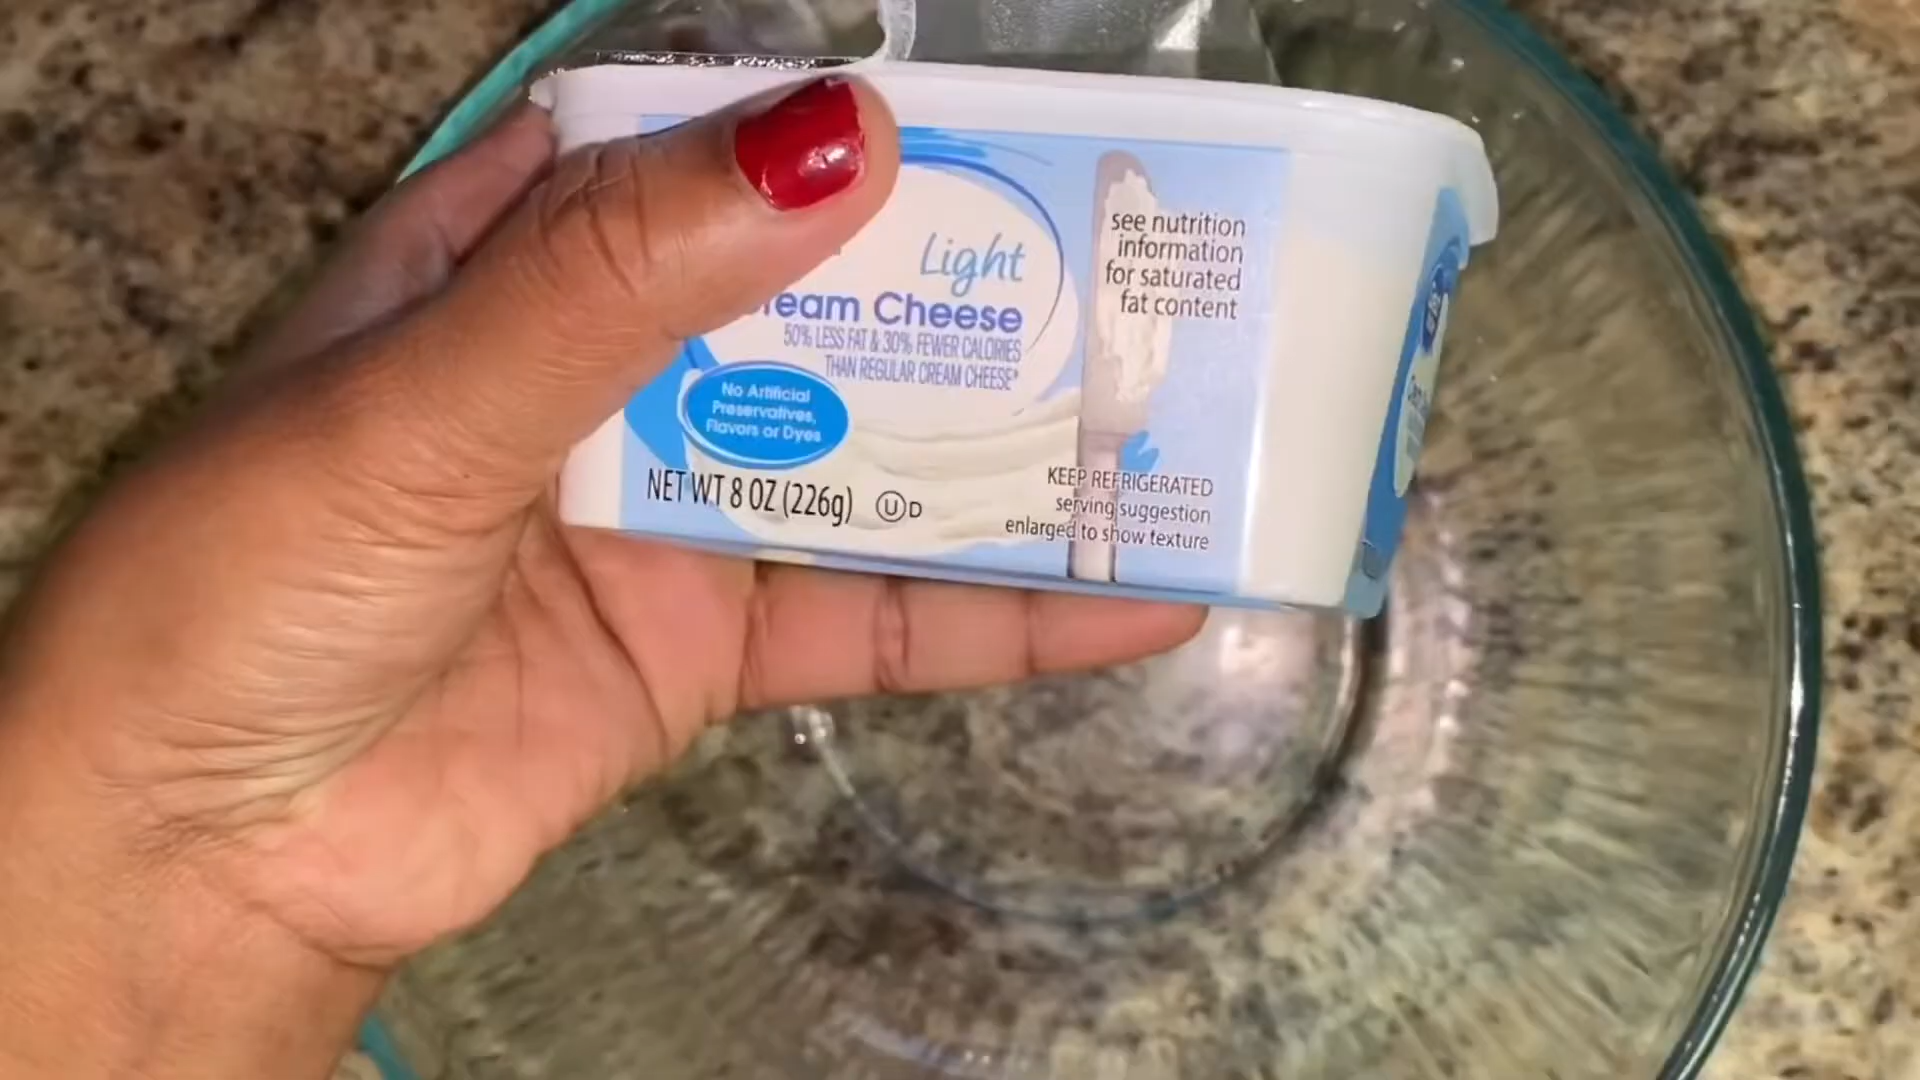 Light
Cream Cheese
50% LESS FAT & 30% FEWER CALORIES
THAN REGULAR CREAM CHEESE*
No Artificial
Preservatives,
Flavors or Dyes
NET WT 8 OZ (226g) Ⓤ D
see nutrition
information
for saturated
fat content
KEEP REFRIGERATED
serving suggestion
enlarged to show texture